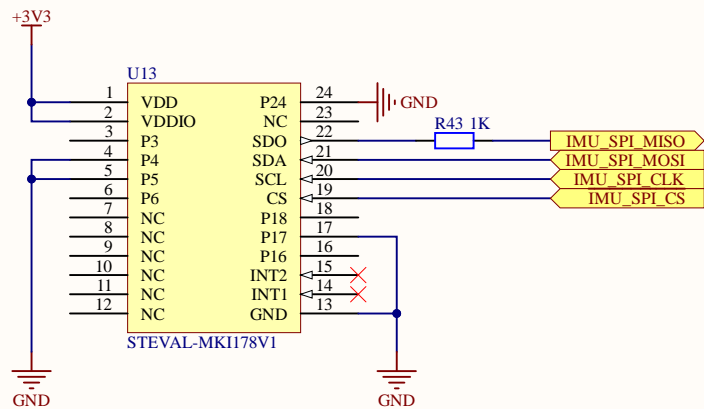 +3V3
U13
1 VDD P24 24 GND
2 VDDIO NC 23
3 P3 SDO 22 R43 1K IMU_SPI_MISO
4 P4 SDA 21 IMU_SPI_MOSI
5 P5 SCL 20 IMU_SPI_CLK
6 P6 CS 19 IMU_SPI_CS
7 NC P18 18
8 NC P17 17
9 NC P16 16
10 NC INT2 15
11 NC INT1 14
12 NC GND 13
STEVAL-MKI178V1
GND GND